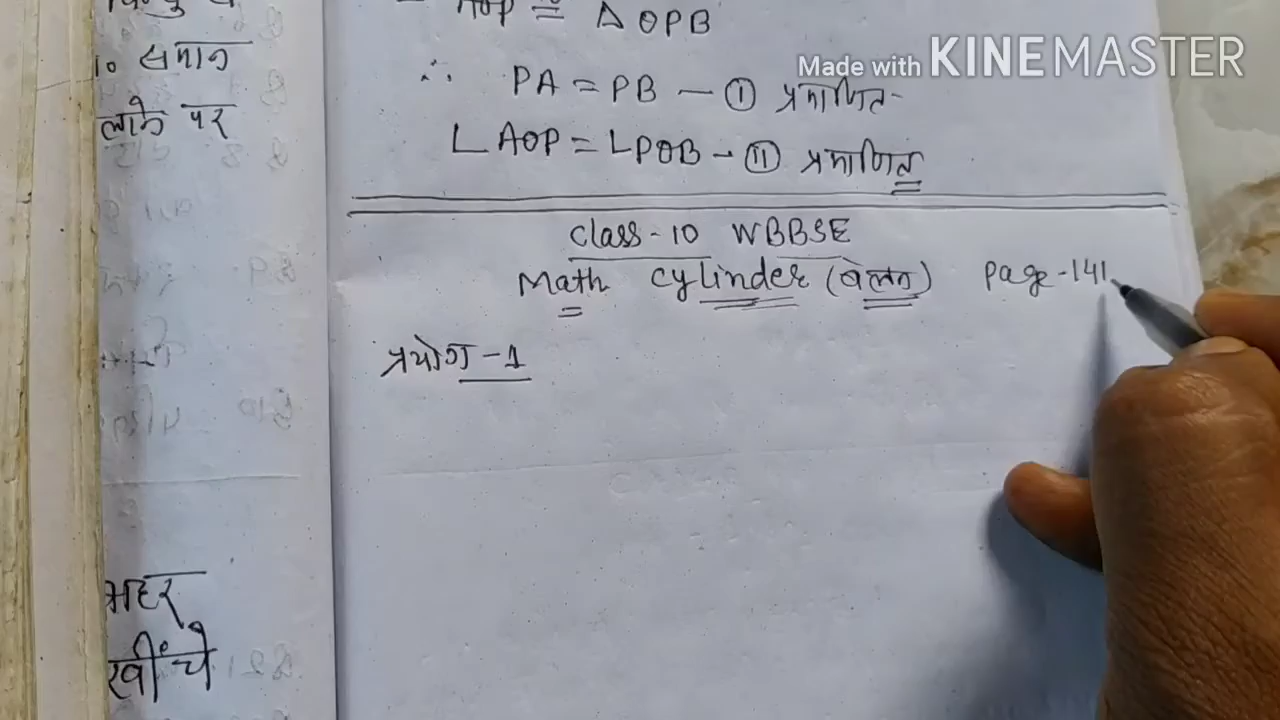 समान
पर
AOP ≅ Δ OPB
∴ PA = PB — ① प्रमाणित
∟AOP = ∟POB - ⑪ प्रमाणित
Made with KINEMASTER
Class - 10 WBBSE
Math Cylinder (बेलन) Page - 141
प्रयोग - 1
खींचे